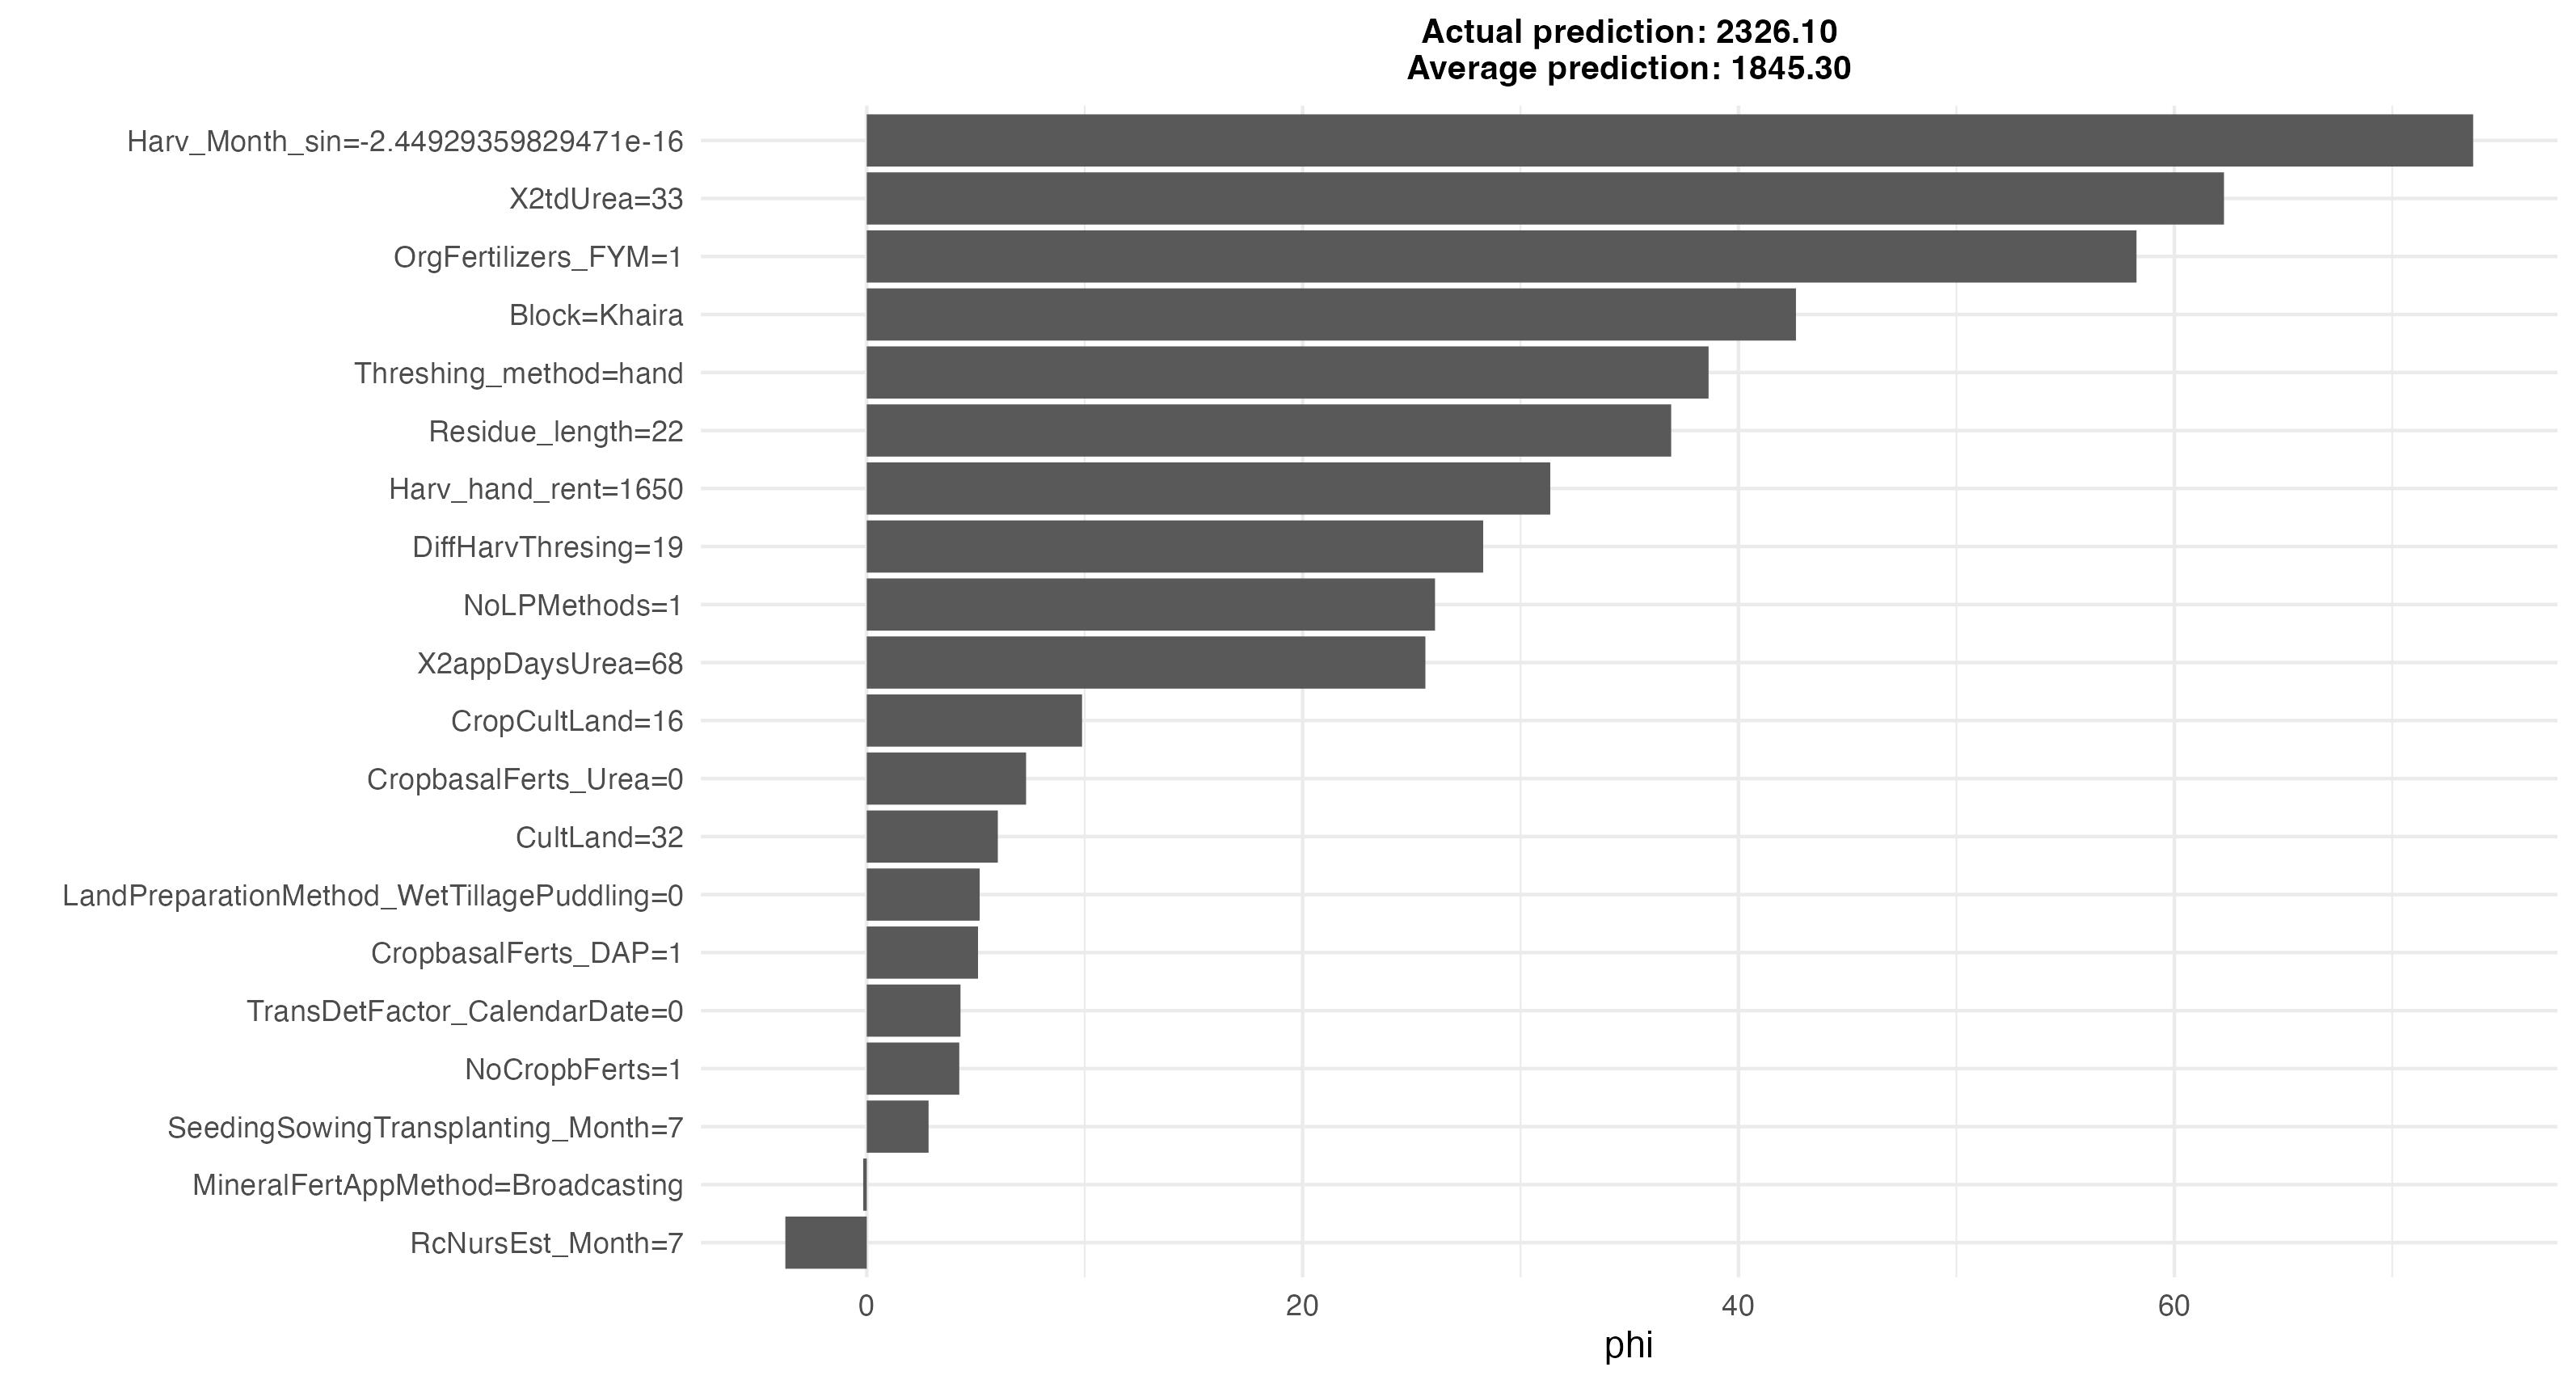 Actual prediction: 2326.10
Average prediction: 1845.30
Harv_Month_sin=-2.44929359829471e-16
X2tdUrea=33
OrgFertilizers_FYM=1
Block=Khaira
Threshing_method=hand
Residue_length=22
Harv_hand_rent=1650
DiffHarvThresing=19
NoLPMethods=1
X2appDaysUrea=68
CropCultLand=16
CropbasalFerts_Urea=0
CultLand=32
LandPreparationMethod_WetTillagePuddling=0
CropbasalFerts_DAP=1
TransDetFactor_CalendarDate=0
NoCropbFerts=1
SeedingSowingTransplanting_Month=7
MineralFertAppMethod=Broadcasting
RcNursEst_Month=7
0 20 40 60
phi